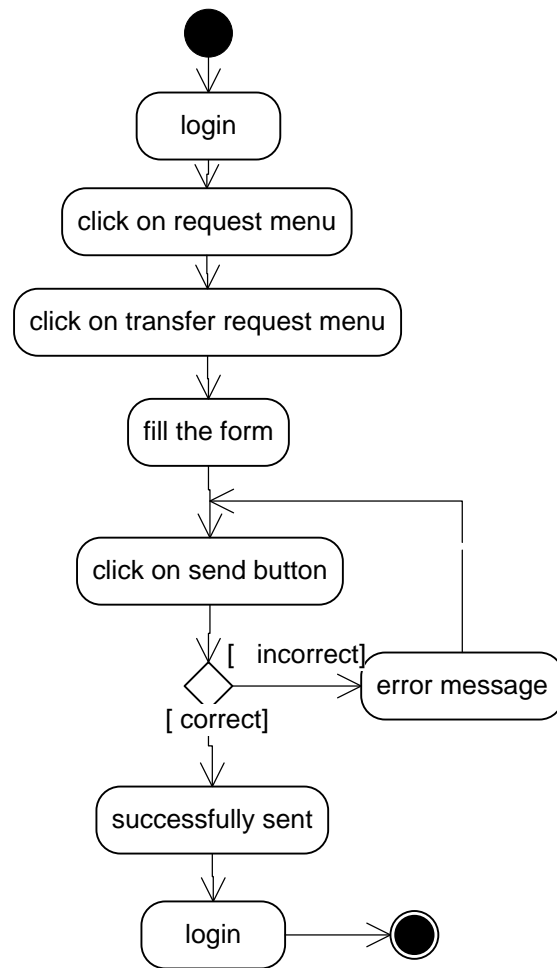 login
click on request menu
click on transfer request menu
fill the form
click on send button
[ incorrect]
error message
[ correct]
successfully sent
login